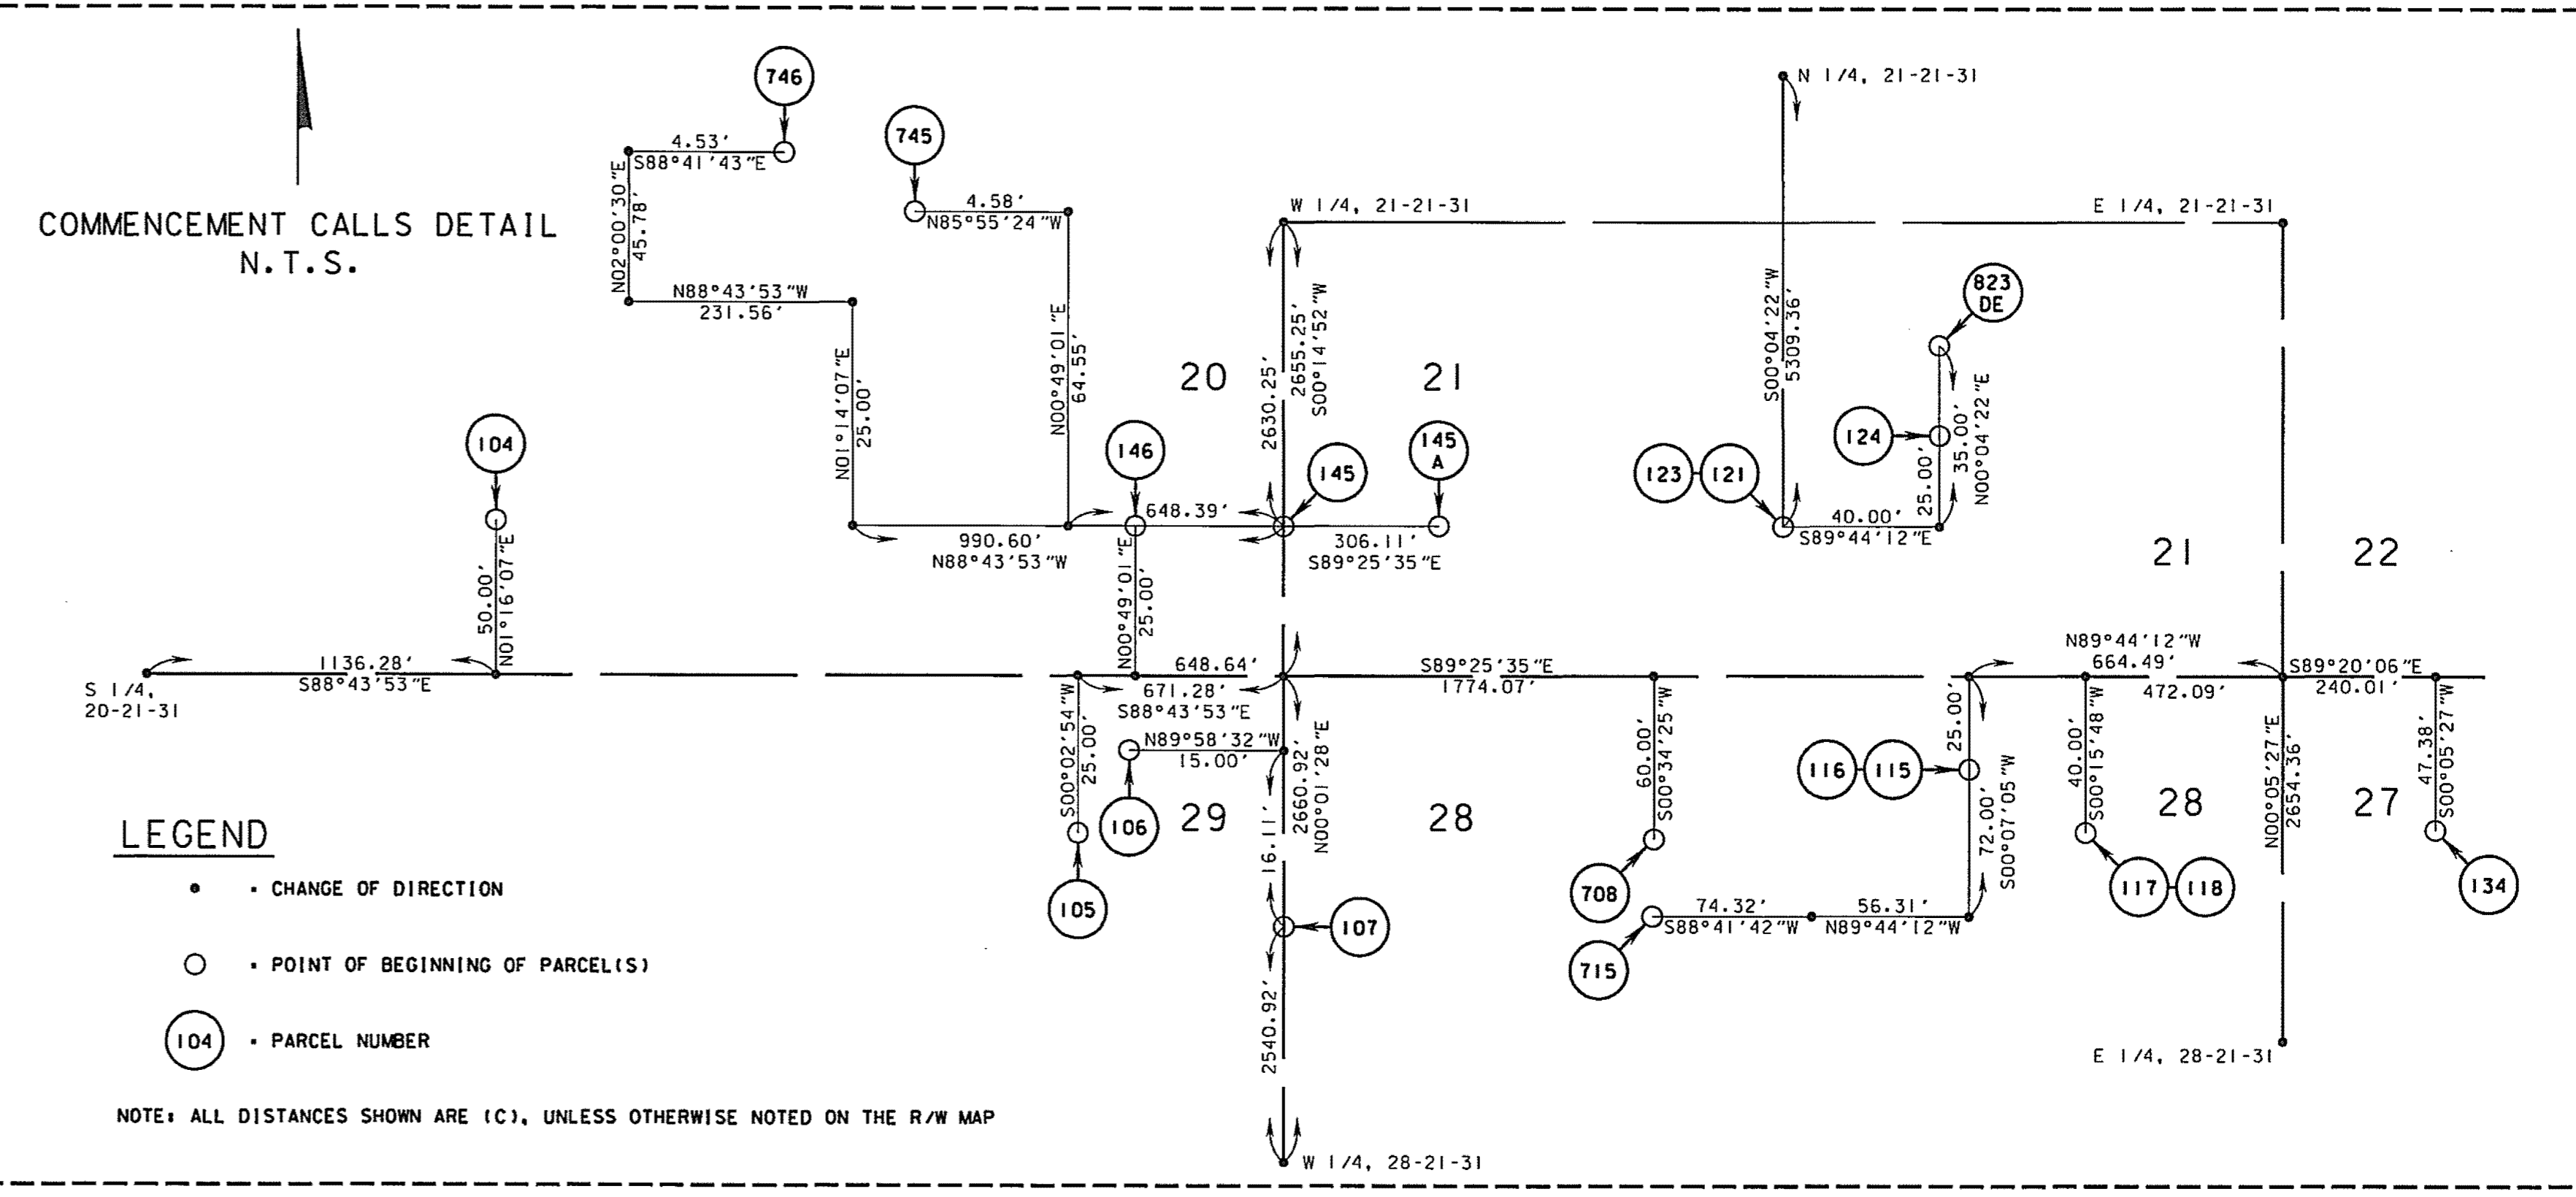 746
N 1/4, 21-21-31
745
4.53'
S88°41'43"E
N02°00'30"E
45.78'
4.58'
N85°55'24"W
W 1/4, 21-21-31
E 1/4, 21-21-31
COMMENCEMENT CALLS DETAIL
N.T.S.
N88°43'53"W
231.56'
823
DE
N01°14'07"E
25.00'
N00°49'01"E
64.55'
20
2630.25'
2655.25'
S00°14'52"W
21
S00°04'22"W
5309.36'
124
25.00'
35.00'
N00°04'22"E
104
146
145
145
A
123
121
648.39'
990.60'
N88°43'53"W
306.11'
S89°25'35"E
40.00'
S89°44'12"E
21
22
50.00'
N01°16'07"E
N00°49'01"E
25.00'
1136.28'
S88°43'53"E
S 1/4,
20-21-31
648.64'
671.28'
S88°43'53"E
S89°25'35"E
1774.07'
N89°44'12"W
664.49'
472.09'
S89°20'06"E
240.01'
S00°02'54"W
25.00'
N89°58'32"W
15.00'
2660.92'
N00°01'28"E
60.00'
S00°34'25"W
25.00'
40.00'
S00°15'48"W
N00°05'27"E
2654.36'
47.38'
S00°05'27"W
116
115
72.00'
S00°07'05"W
LEGEND
106
29
16.11'
28
28
27
• CHANGE OF DIRECTION
105
107
708
117
118
134
74.32'
S88°41'42"W
56.31'
N89°44'12"W
715
POINT OF BEGINNING OF PARCEL(S)
2540.92'
104
PARCEL NUMBER
E 1/4, 28-21-31
NOTE: ALL DISTANCES SHOWN ARE (C), UNLESS OTHERWISE NOTED ON THE R/W MAP
W 1/4, 28-21-31